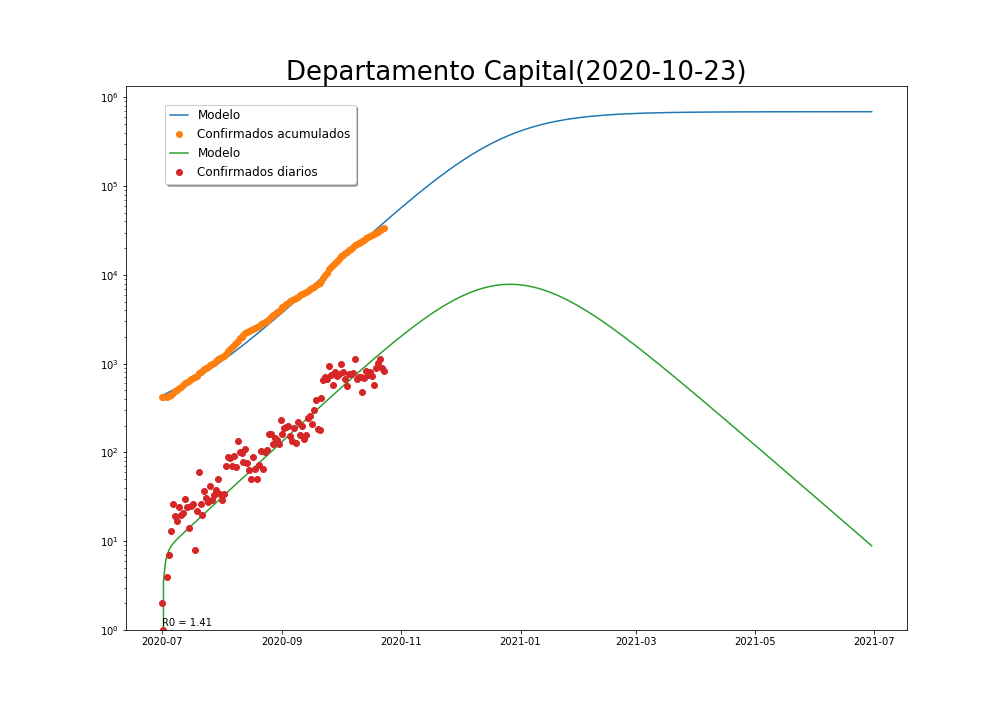 Departamento Capital(2020-10-23)
Modelo
Confirmados acumulados
Modelo
Confirmados diarios
10⁶
10⁵
10⁴
10³
10²
10¹
10⁰
R0 = 1.41
2020-07 2020-09 2020-11 2021-01 2021-03 2021-05 2021-07